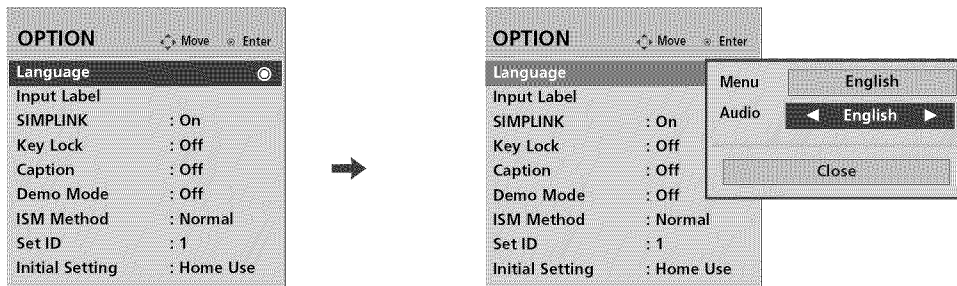 OPTION Move Enter
Language
Input Label
SIMPLINK : On
Key Lock : Off
Caption : Off
Demo Mode : Off
ISM Method : Normal
Set ID : 1
Initial Setting : Home Use
OPTION Move Enter
Language
Input Label
SIMPLINK : On
Key Lock : Off
Caption : Off
Demo Mode : Off
ISM Method : Normal
Set ID : 1
Initial Setting : Home Use
Menu English
Audio ◀ English ▶
Close